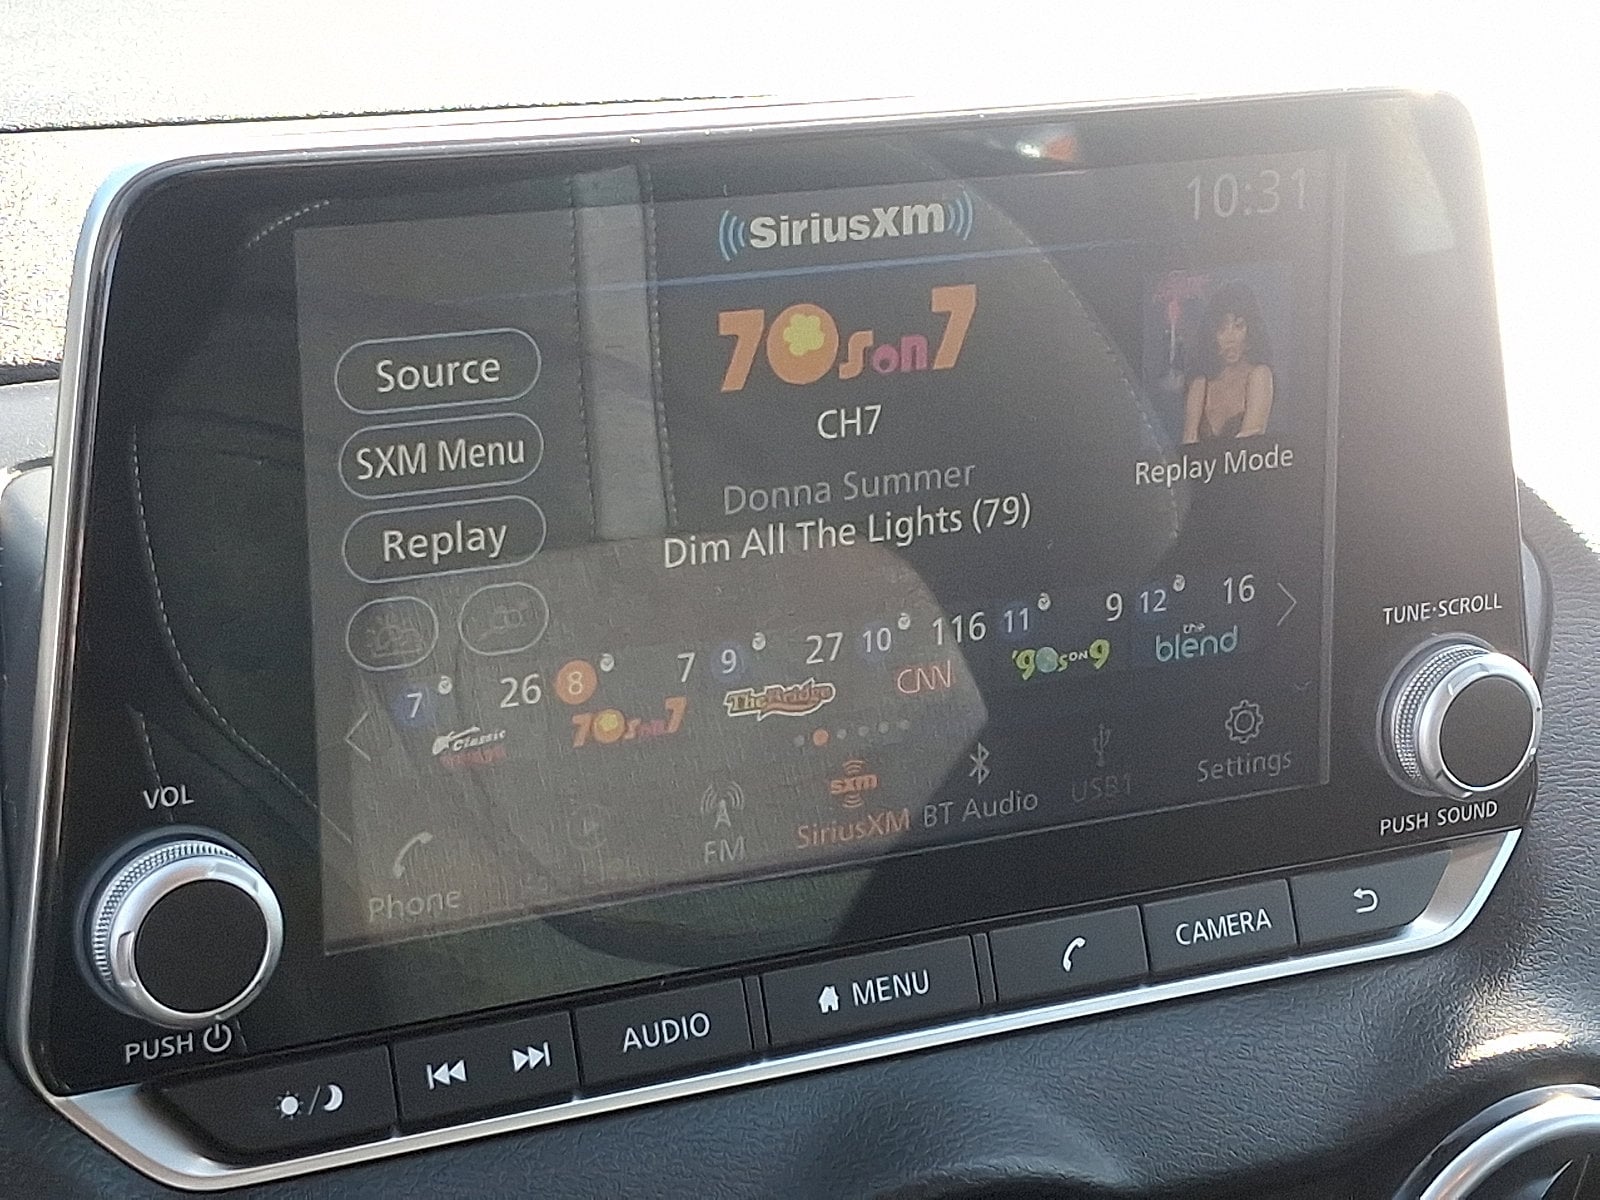 SiriusXm
10:31
70s on 7
CH7
Donna Summer
Dim All The Lights (79)
Replay Mode
Source
SXM Menu
Replay
7 26
Classic
8 7
70s on 7
9 27
The Bridge
10 116
CNN
11 9
'90s ON 9
12 16
the blend
Phone
FM
sxm
SiriusXM
BT Audio
USB1
Settings
VOL
PUSH
TUNE·SCROLL
PUSH SOUND
AUDIO
MENU
CAMERA